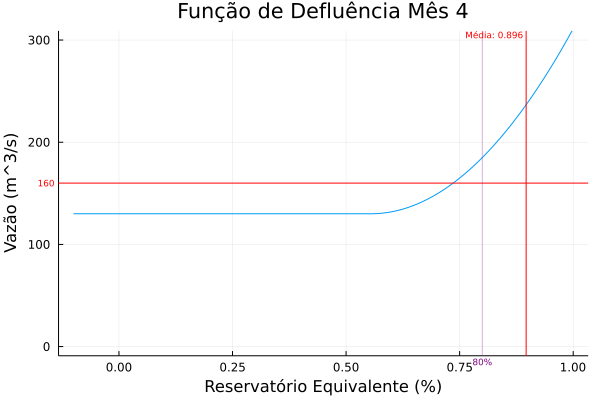 Função de Defluência Mês 4
Média: 0.896
300
200
160
100
0
Vazão (m^3/s)
0.00
0.25
0.50
0.75
80%
1.00
Reservatório Equivalente (%)